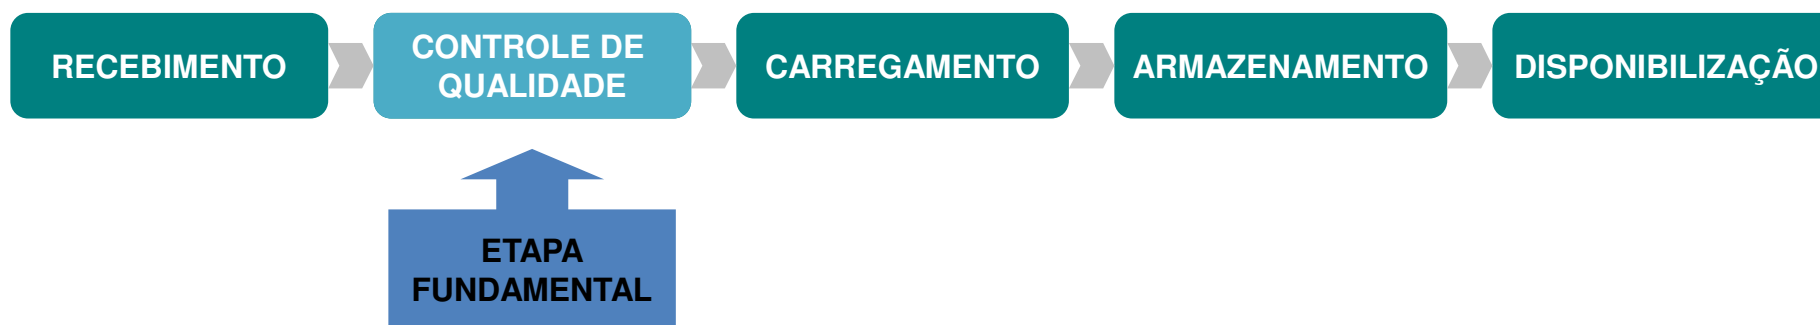 RECEBIMENTO
CONTROLE DE
QUALIDADE
CARREGAMENTO
ARMAZENAMENTO
DISPONIBILIZAÇÃO
ETAPA
FUNDAMENTAL